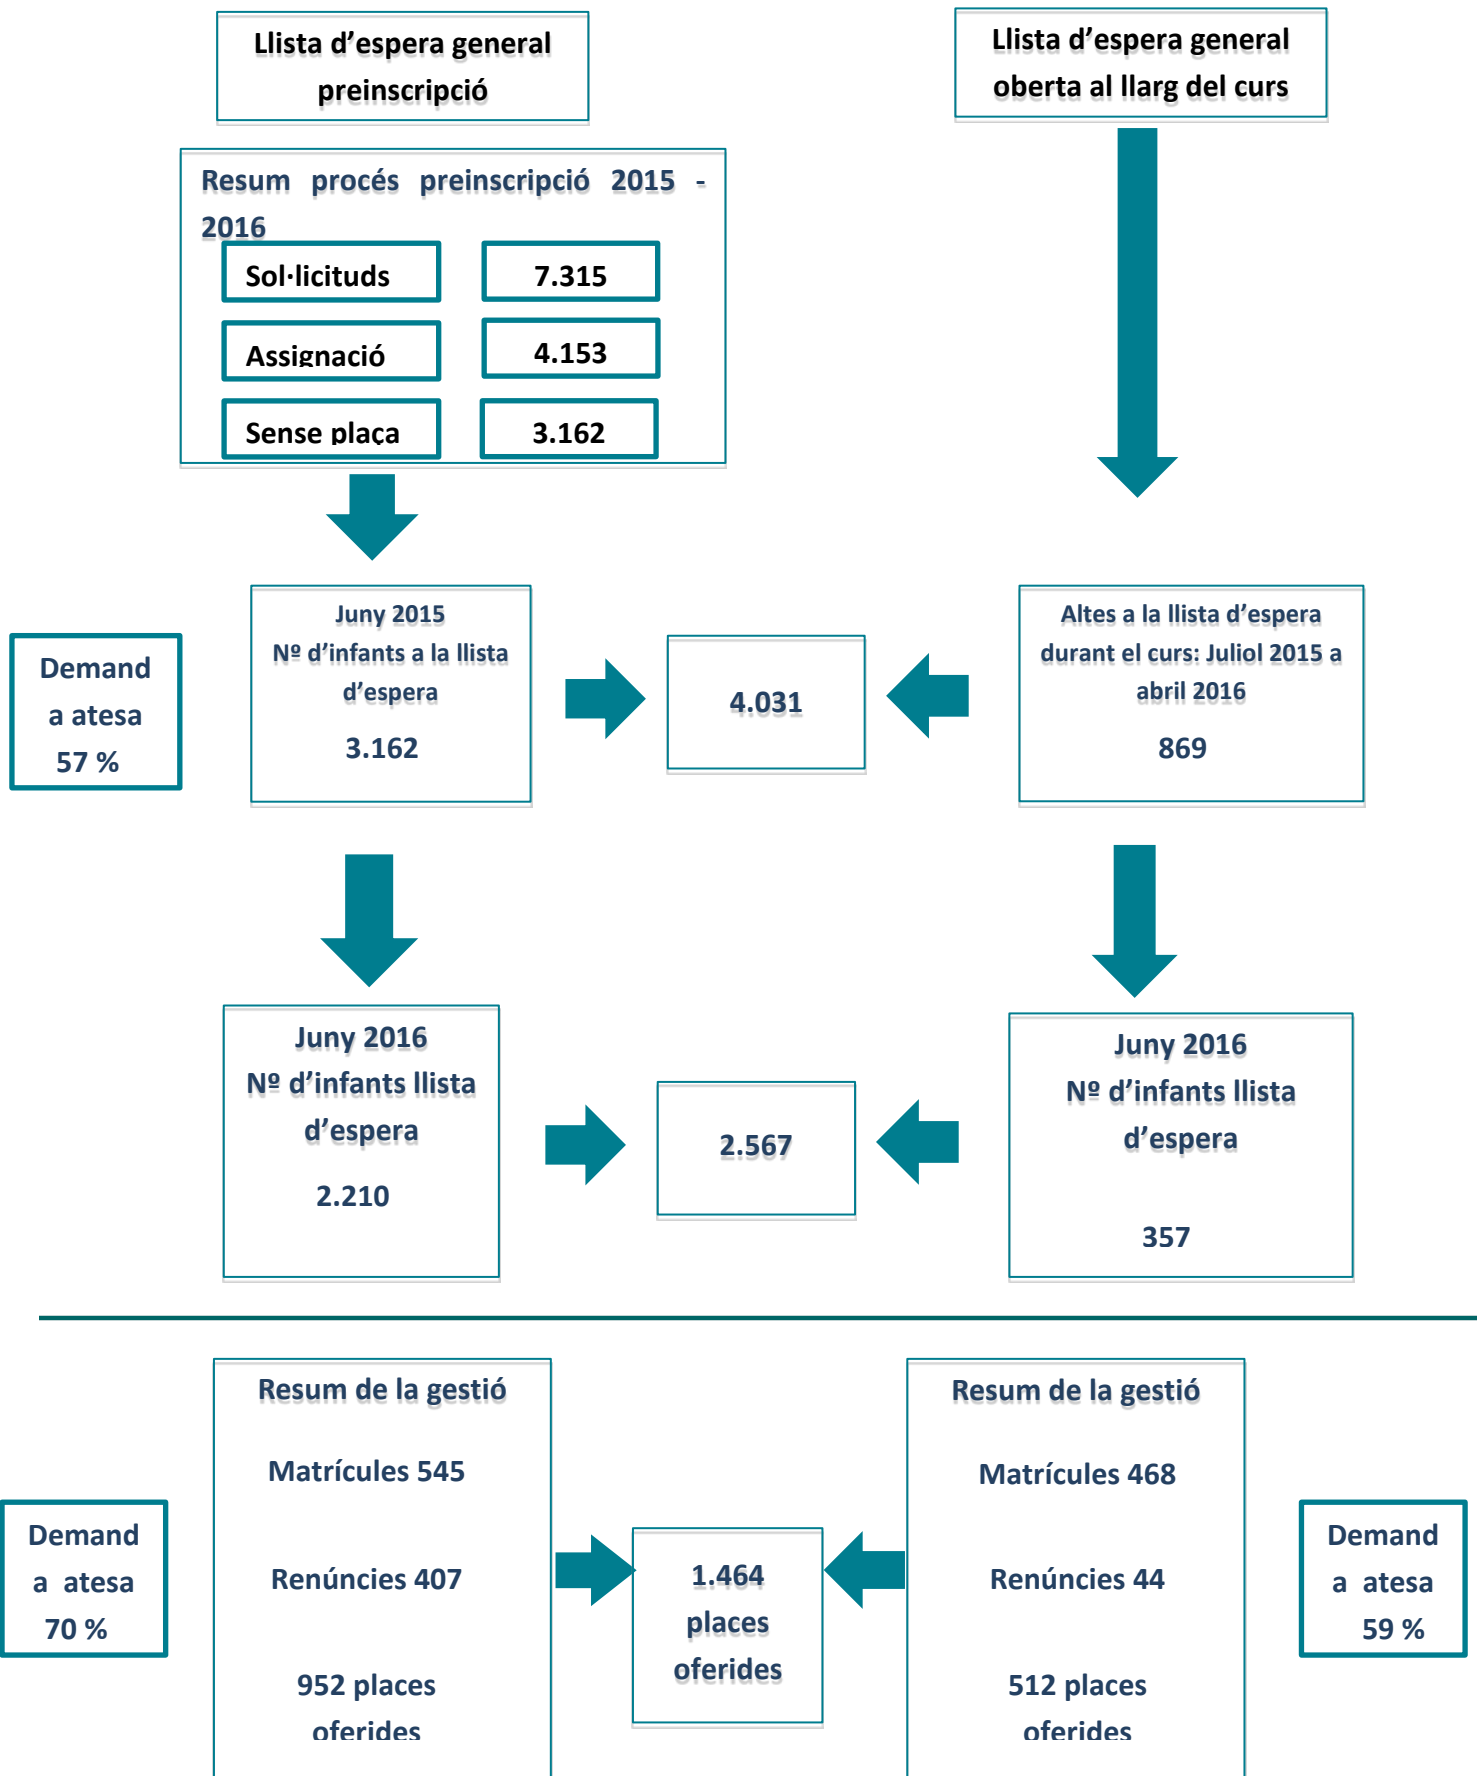 Llista d'espera general
preinscripció
Llista d'espera general
oberta al llarg del curs
Resum procés preinscripció 2015 -
2016
Sol·licituds
7.315
Assignació
4.153
Sense plaça
3.162
Demand
a atesa
57 %
Juny 2015
Nº d'infants a la llista
d'espera
3.162
4.031
Altes a la llista d'espera
durant el curs: Juliol 2015 a
abril 2016
869
Juny 2016
Nº d'infants llista
d'espera
2.210
2.567
Juny 2016
Nº d'infants llista
d'espera
357
Demand
a atesa
70 %
Resum de la gestió
Matrícules 545
Renúncies 407
952 places
oferides
1.464
places
oferides
Resum de la gestió
Matrícules 468
Renúncies 44
512 places
oferides
Demand
a atesa
59 %